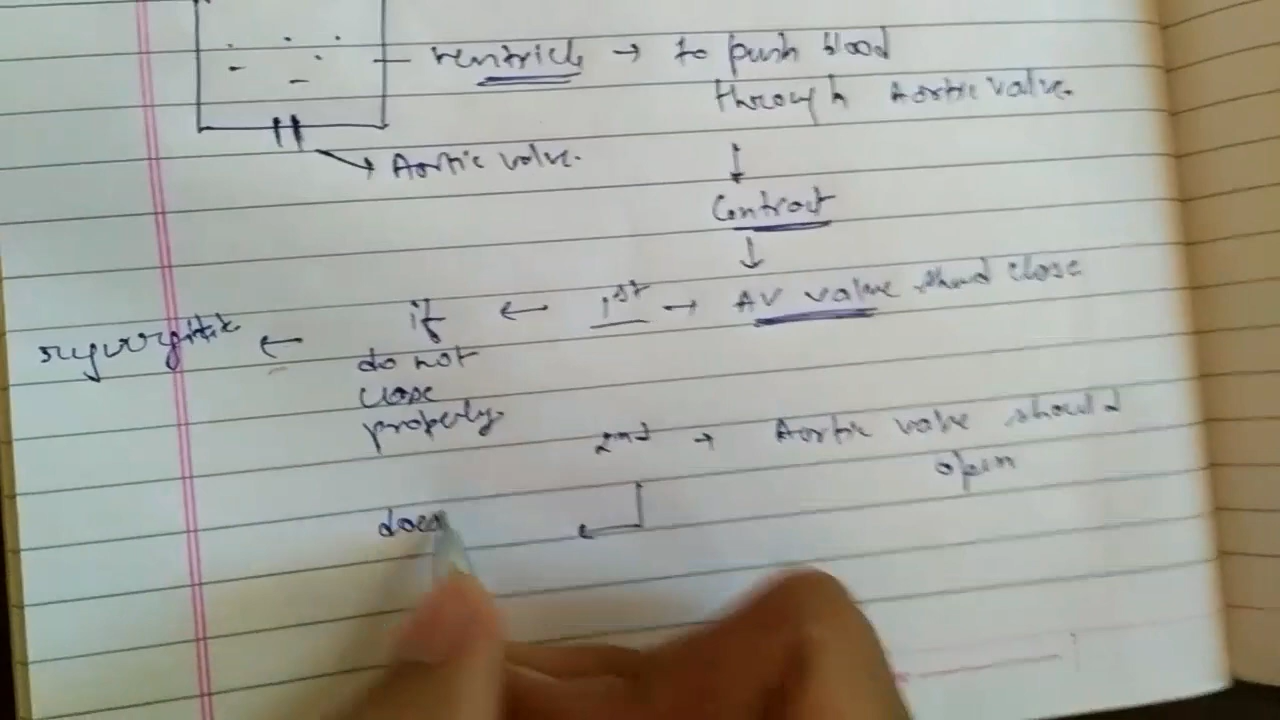 ventricle → to push blood
through Aortic valve.
→ Aortic valve.
↓
Contract
↓
if ← 1st → AV valve should close
←
do not
close
properly
2nd → Aortic valve should
open
does